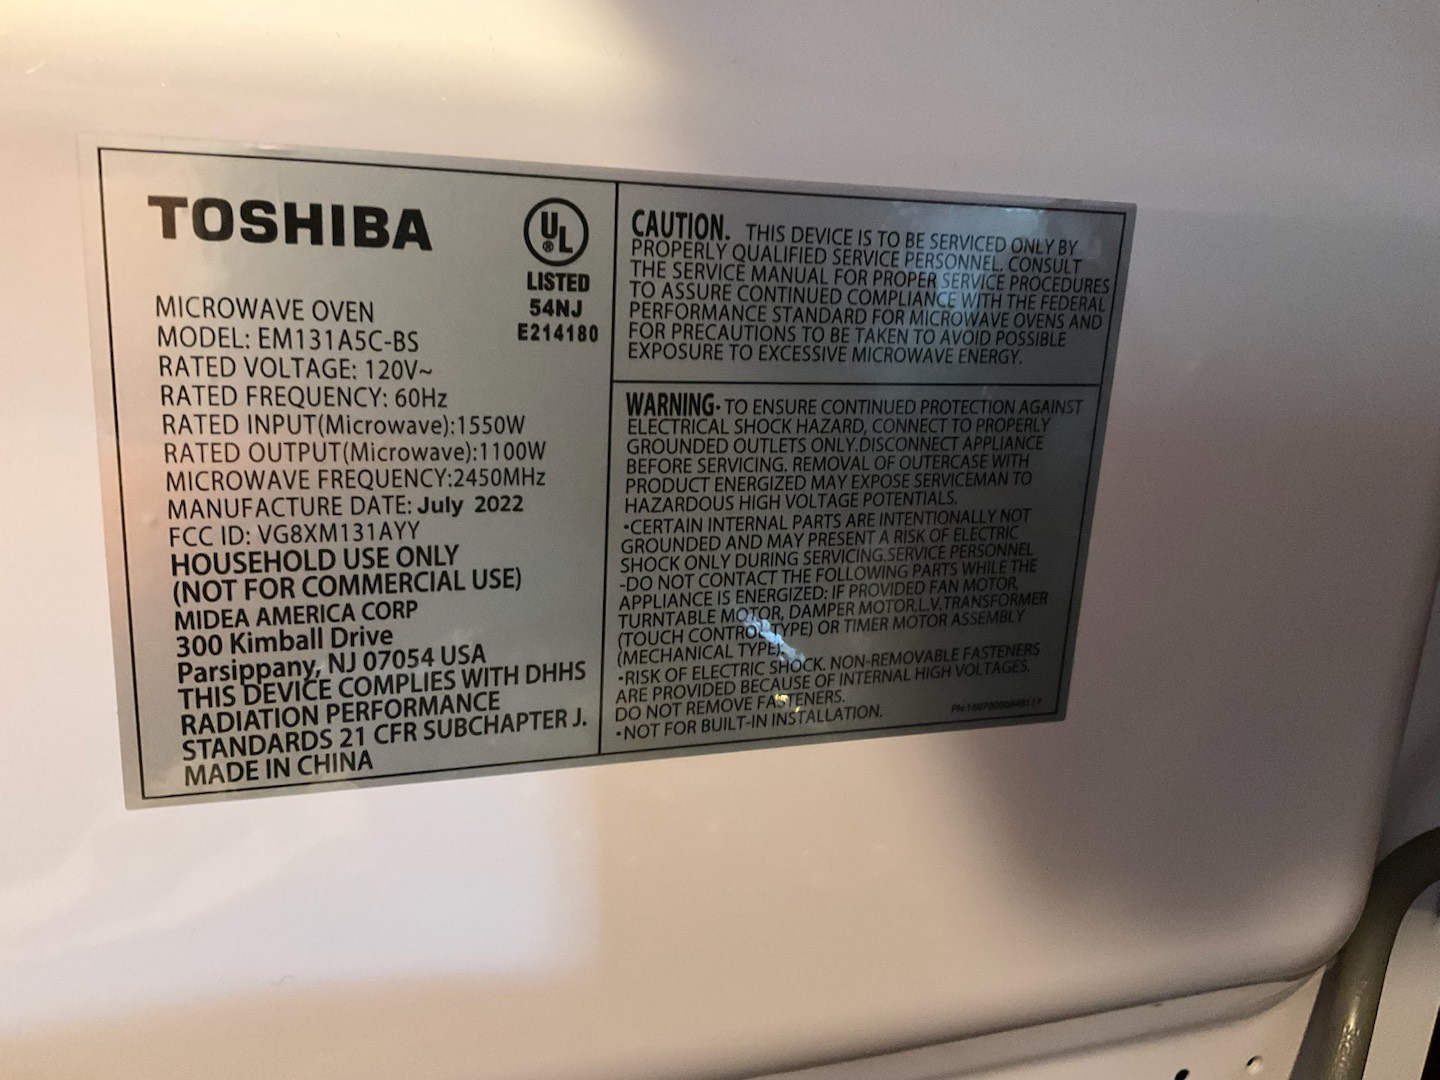 TOSHIBA
UL
®
LISTED
54NJ
E214180
MICROWAVE OVEN
MODEL: EM131A5C-BS
RATED VOLTAGE: 120V~
RATED FREQUENCY: 60Hz
RATED INPUT(Microwave):1550W
RATED OUTPUT(Microwave):1100W
MICROWAVE FREQUENCY:2450MHz
MANUFACTURE DATE: July 2022
FCC ID: VG8XM131AYY
HOUSEHOLD USE ONLY
(NOT FOR COMMERCIAL USE)
MIDEA AMERICA CORP
300 Kimball Drive
Parsippany, NJ 07054 USA
THIS DEVICE COMPLIES WITH DHHS
RADIATION PERFORMANCE
STANDARDS 21 CFR SUBCHAPTER J.
MADE IN CHINA
CAUTION. THIS DEVICE IS TO BE SERVICED ONLY BY
PROPERLY QUALIFIED SERVICE PERSONNEL. CONSULT
THE SERVICE MANUAL FOR PROPER SERVICE PROCEDURES
TO ASSURE CONTINUED COMPLIANCE WITH THE FEDERAL
PERFORMANCE STANDARD FOR MICROWAVE OVENS AND
FOR PRECAUTIONS TO BE TAKEN TO AVOID POSSIBLE
EXPOSURE TO EXCESSIVE MICROWAVE ENERGY.
WARNING- TO ENSURE CONTINUED PROTECTION AGAINST
ELECTRICAL SHOCK HAZARD, CONNECT TO PROPERLY
GROUNDED OUTLETS ONLY.DISCONNECT APPLIANCE
BEFORE SERVICING. REMOVAL OF OUTERCASE WITH
PRODUCT ENERGIZED MAY EXPOSE SERVICEMAN TO
HAZARDOUS HIGH VOLTAGE POTENTIALS.
•CERTAIN INTERNAL PARTS ARE INTENTIONALLY NOT
GROUNDED AND MAY PRESENT A RISK OF ELECTRIC
SHOCK ONLY DURING SERVICING.SERVICE PERSONNEL
-DO NOT CONTACT THE FOLLOWING PARTS WHILE THE
APPLIANCE IS ENERGIZED: IF PROVIDED FAN MOTOR,
TURNTABLE MOTOR, DAMPER MOTOR,L.V.TRANSFORMER
(TOUCH CONTROL TYPE) OR TIMER MOTOR ASSEMBLY
(MECHANICAL TYPE).
•RISK OF ELECTRIC SHOCK. NON-REMOVABLE FASTENERS
ARE PROVIDED BECAUSE OF INTERNAL HIGH VOLTAGES.
DO NOT REMOVE FASTENERS.
•NOT FOR BUILT-IN INSTALLATION.